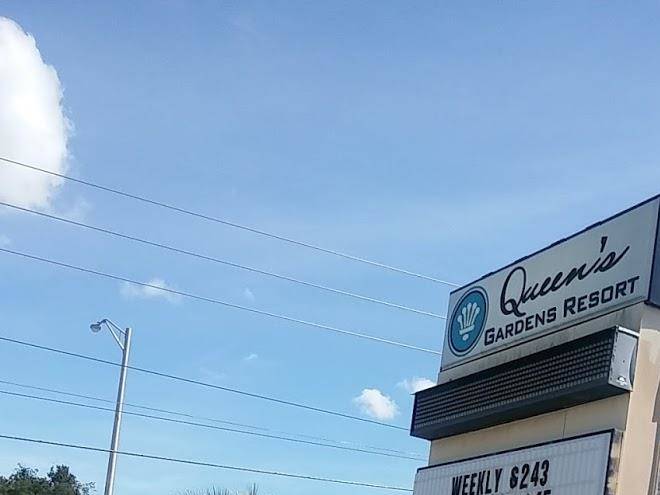 Queen's
GARDENS RESORT
WEEKLY $243